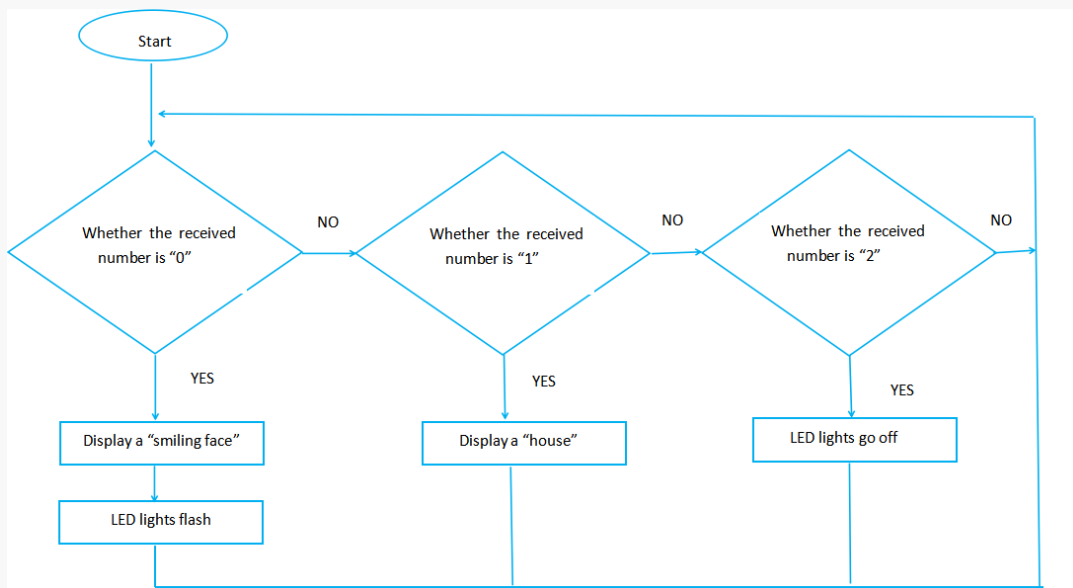 Start
Whether the received
number is “0”
NO
Whether the received
number is “1”
NO
Whether the received
number is “2”
NO
YES
YES
YES
Display a “smiling face”
Display a “house”
LED lights go off
LED lights flash